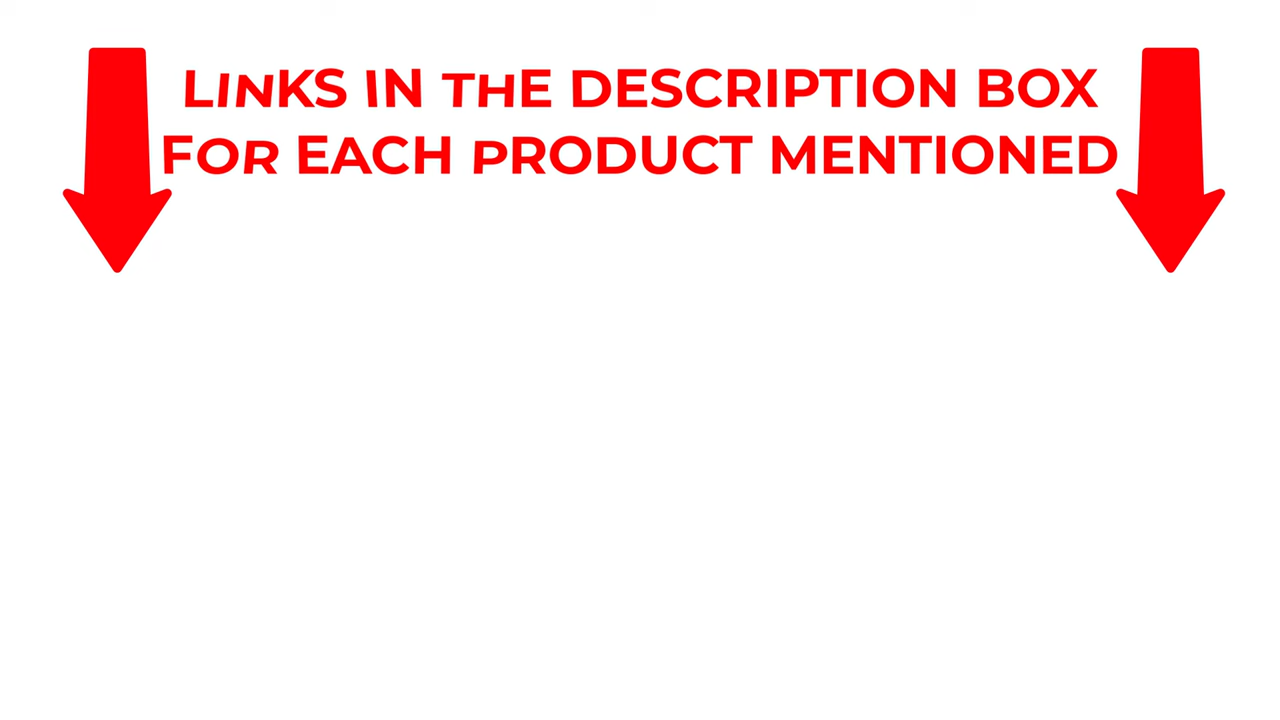 LINKS IN THE DESCRIPTION BOX
FOR EACH PRODUCT MENTIONED